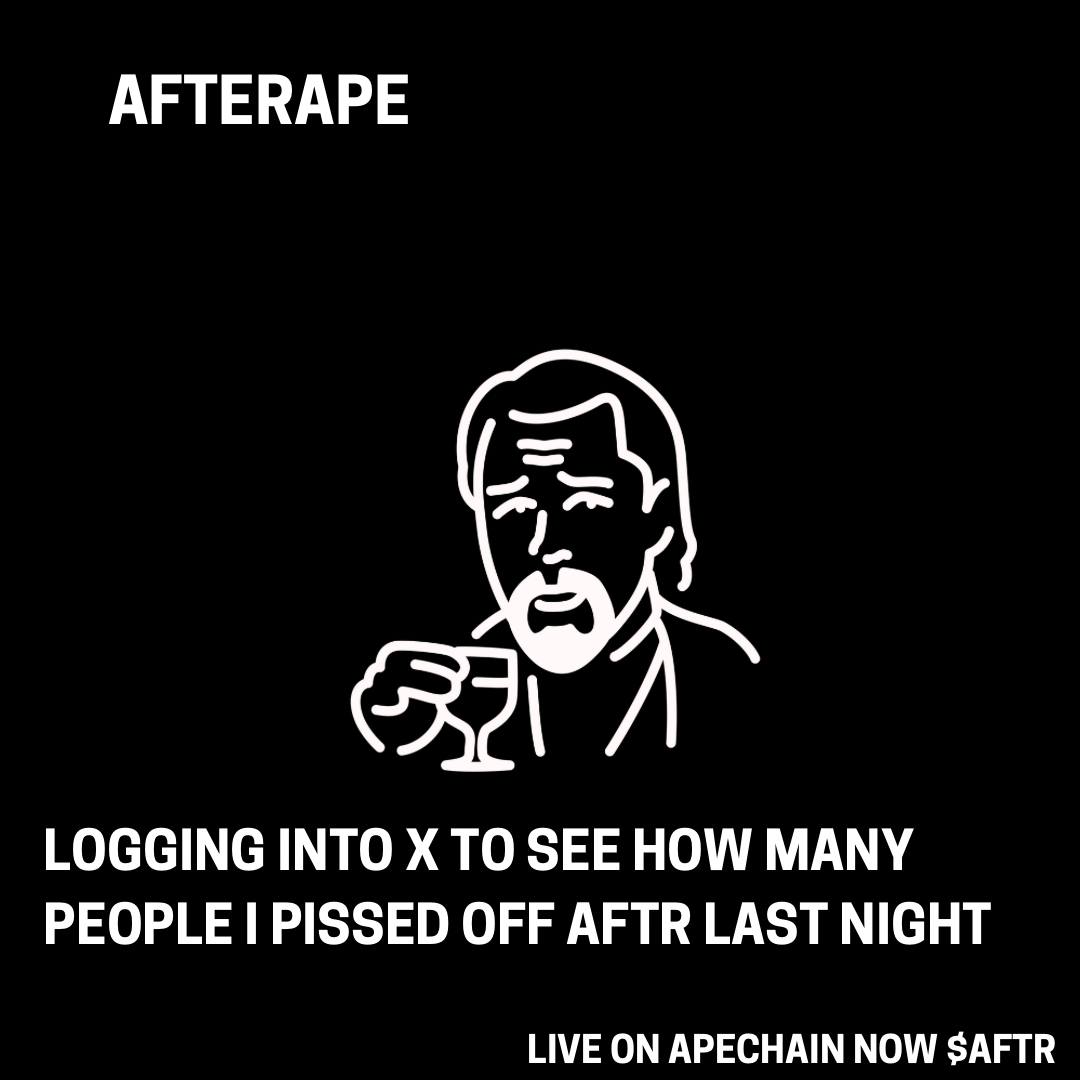 AFTERAPE
LOGGING INTO X TO SEE HOW MANY
PEOPLE I PISSED OFF AFTR LAST NIGHT
LIVE ON APECHAIN NOW $AFTR